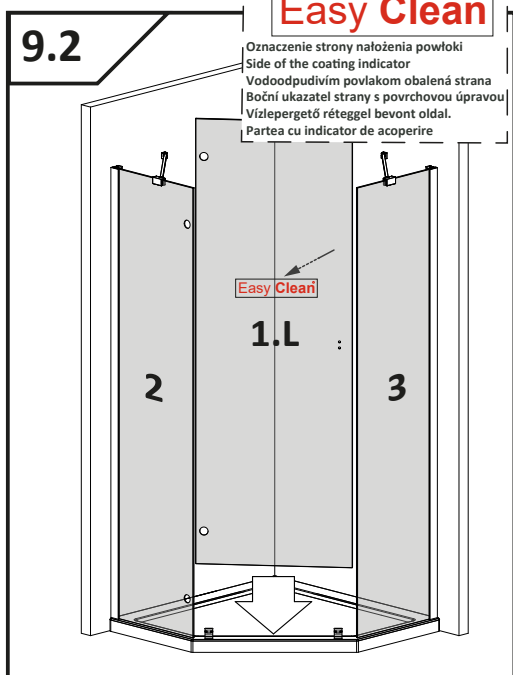 9.2
Easy Clean
Oznaczenie strony nałożenia powłoki
Side of the coating indicator
Vodoodpudivím povlakom obalená strana
Boční ukazatel strany s povrchovou úpravou
Vízlepergető réteggel bevont oldal.
Partea cu indicator de acoperire
Easy Clean
1.L
2
3